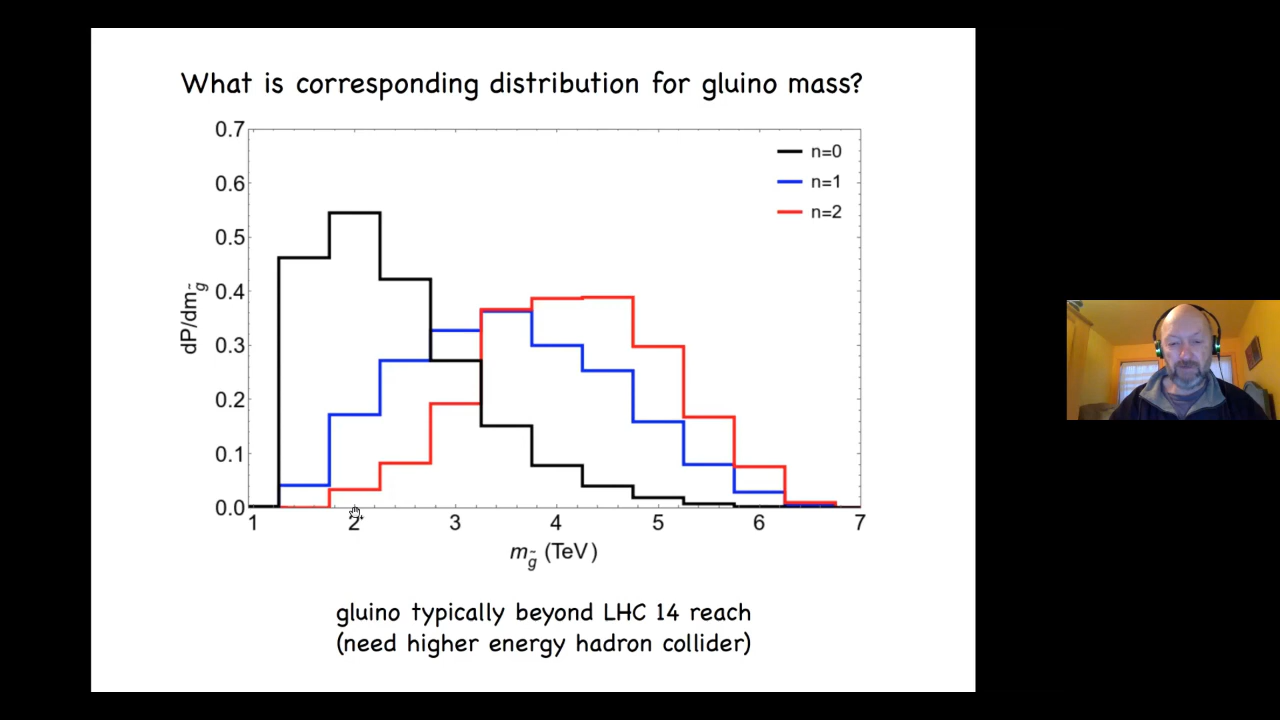 What is corresponding distribution for gluino mass?
0.7
0.6
0.5
0.4
0.3
0.2
0.1
0.0
dP/dm g̃
n=0
n=1
n=2
1 2 3 4 5 6 7
m g̃ (TeV)
gluino typically beyond LHC 14 reach
(need higher energy hadron collider)